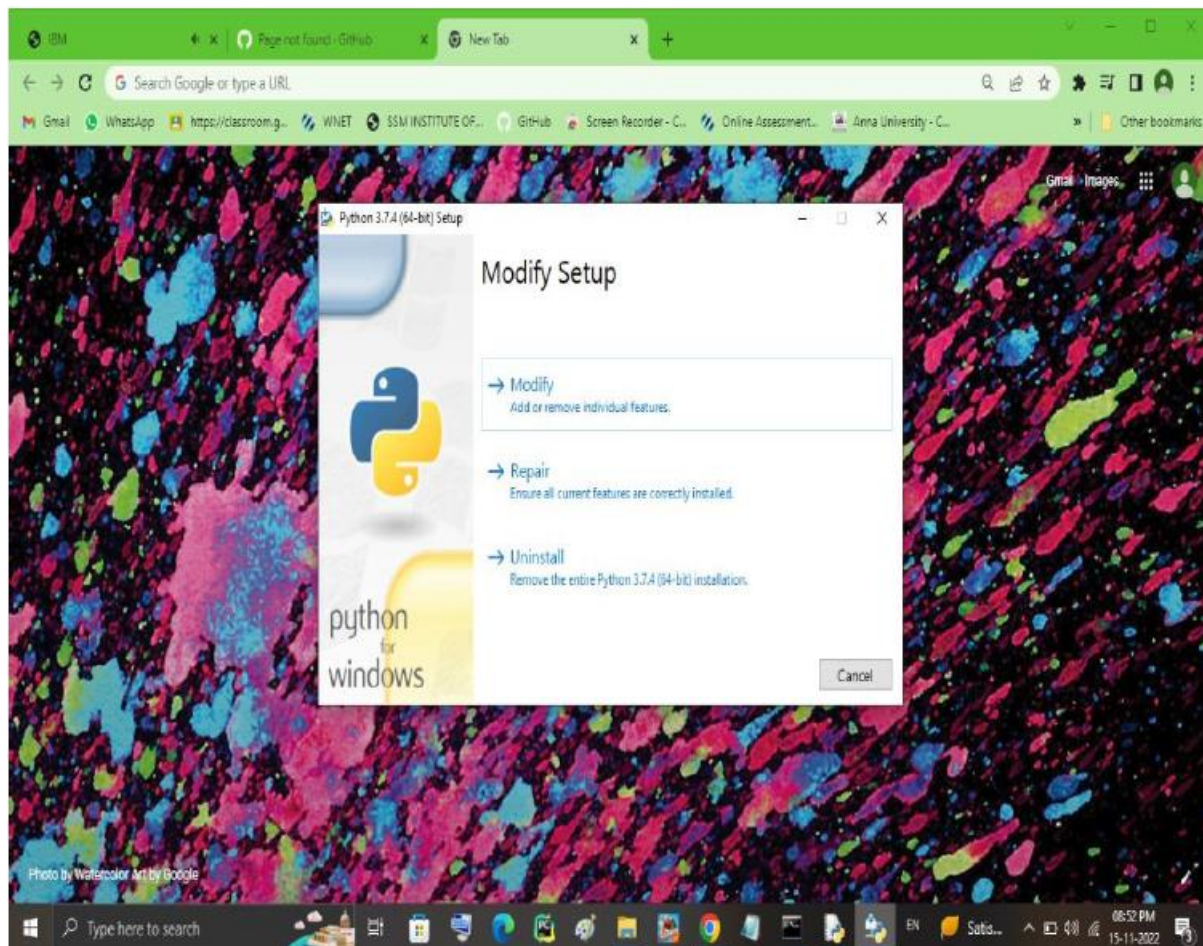 IBM
Page not found · GitHub
New Tab
Search Google or type a URL
Gmail
WhatsApp
https://classroom.g...
WNET
SSM INSTITUTE OF...
GitHub
Screen Recorder - C...
Online Assessment...
Anna University - C...
»
Other bookmarks
Gmail Images
Python 3.7.4 (64-bit) Setup
Modify Setup
Modify
Add or remove individual features.
Repair
Ensure all current features are correctly installed.
Uninstall
Remove the entire Python 3.7.4 (64-bit) installation.
python
for
windows
Cancel
Photo by Watercolor Art by Google
Type here to search
EN
Satis...
08:52 PM
15-11-2022